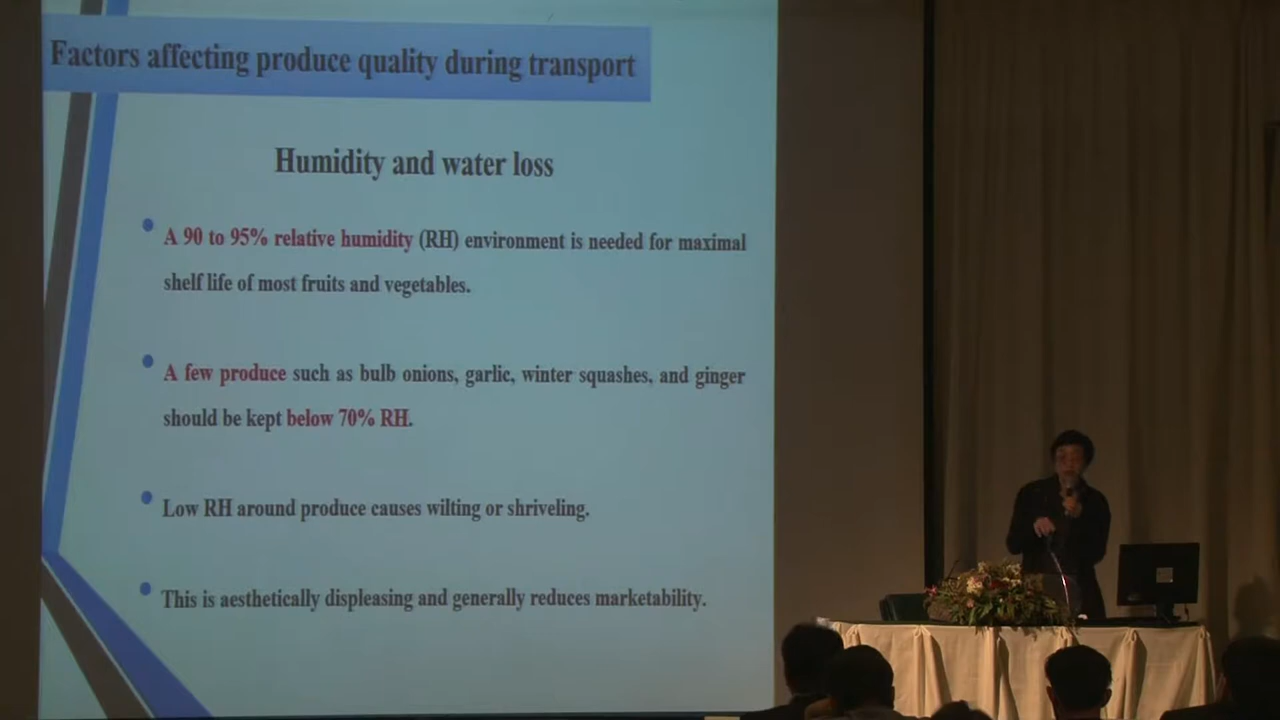 Factors affecting produce quality during transport
Humidity and water loss
A 90 to 95% relative humidity (RH) environment is needed for maximal
shelf life of most fruits and vegetables.
A few produce such as bulb onions, garlic, winter squashes, and ginger
should be kept below 70% RH.
Low RH around produce causes wilting or shriveling.
This is aesthetically displeasing and generally reduces marketability.